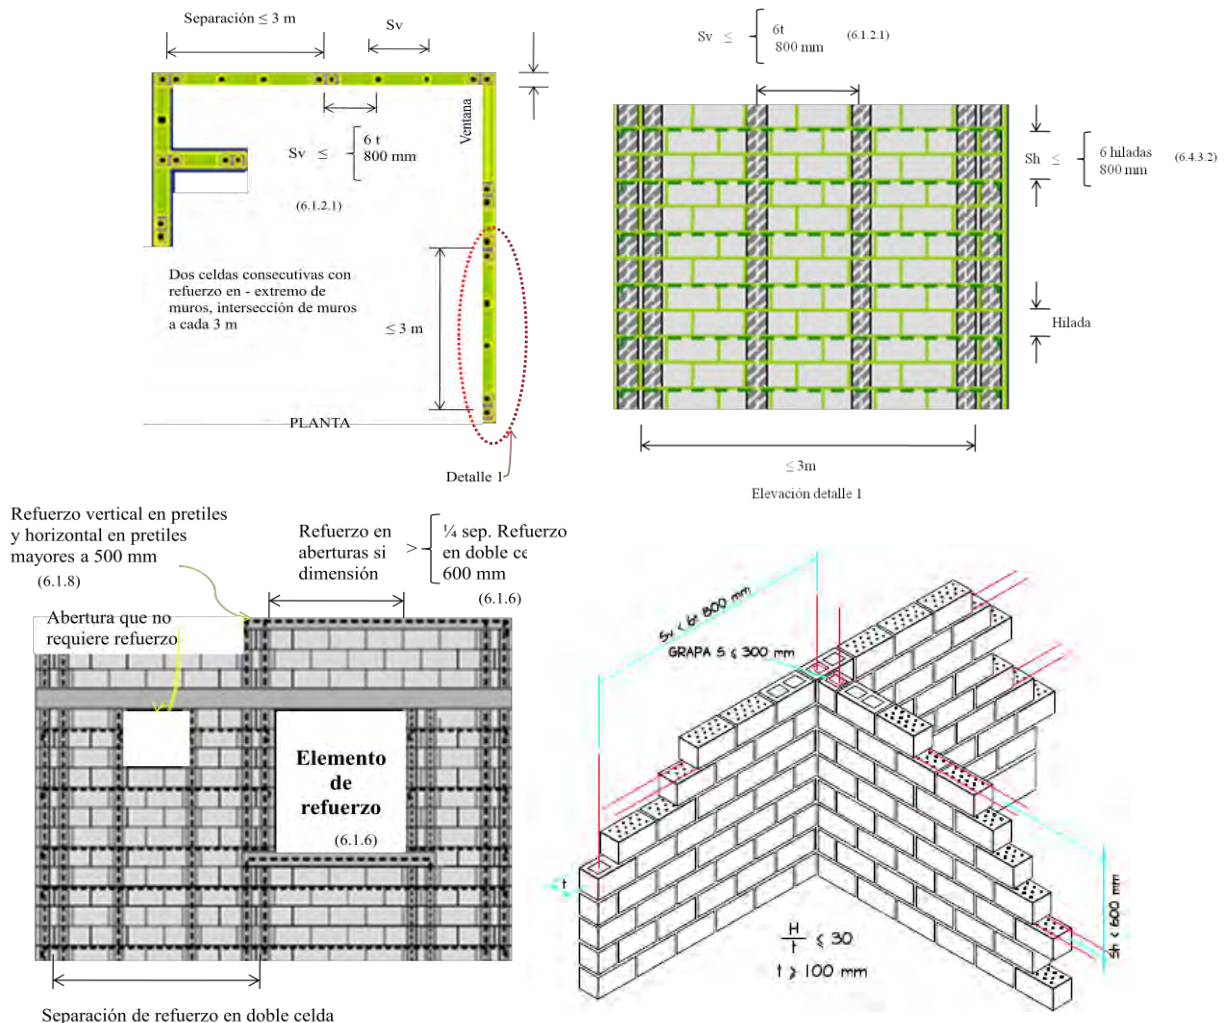 Separación ≤ 3 m
Sv
Ventana
Sv ≤
6 t
800 mm
(6.1.2.1)
Dos celdas consecutivas con
refuerzo en - extremo de
muros, intersección de muros
a cada 3 m
≤ 3 m
PLANTA
Detalle 1
Sv ≤
6t
800 mm
(6.1.2.1)
Sh ≤
6 hiladas
800 mm
(6.4.3.2)
Hilada
≤ 3m
Elevación detalle 1
Refuerzo vertical en pretiles
y horizontal en pretiles
mayores a 500 mm
(6.1.8)
Refuerzo en
aberturas si
dimensión
>
¼ sep. Refuerzo
en doble ce
600 mm
(6.1.6)
Abertura que no
requiere refuerzo
Elemento
de
refuerzo
(6.1.6)
Separación de refuerzo en doble celda
Sv < 6t 800 mm
GRAPA S ≤ 300 mm
t
Sh < 600 mm
H/t ≤ 30
t ≥ 100 mm